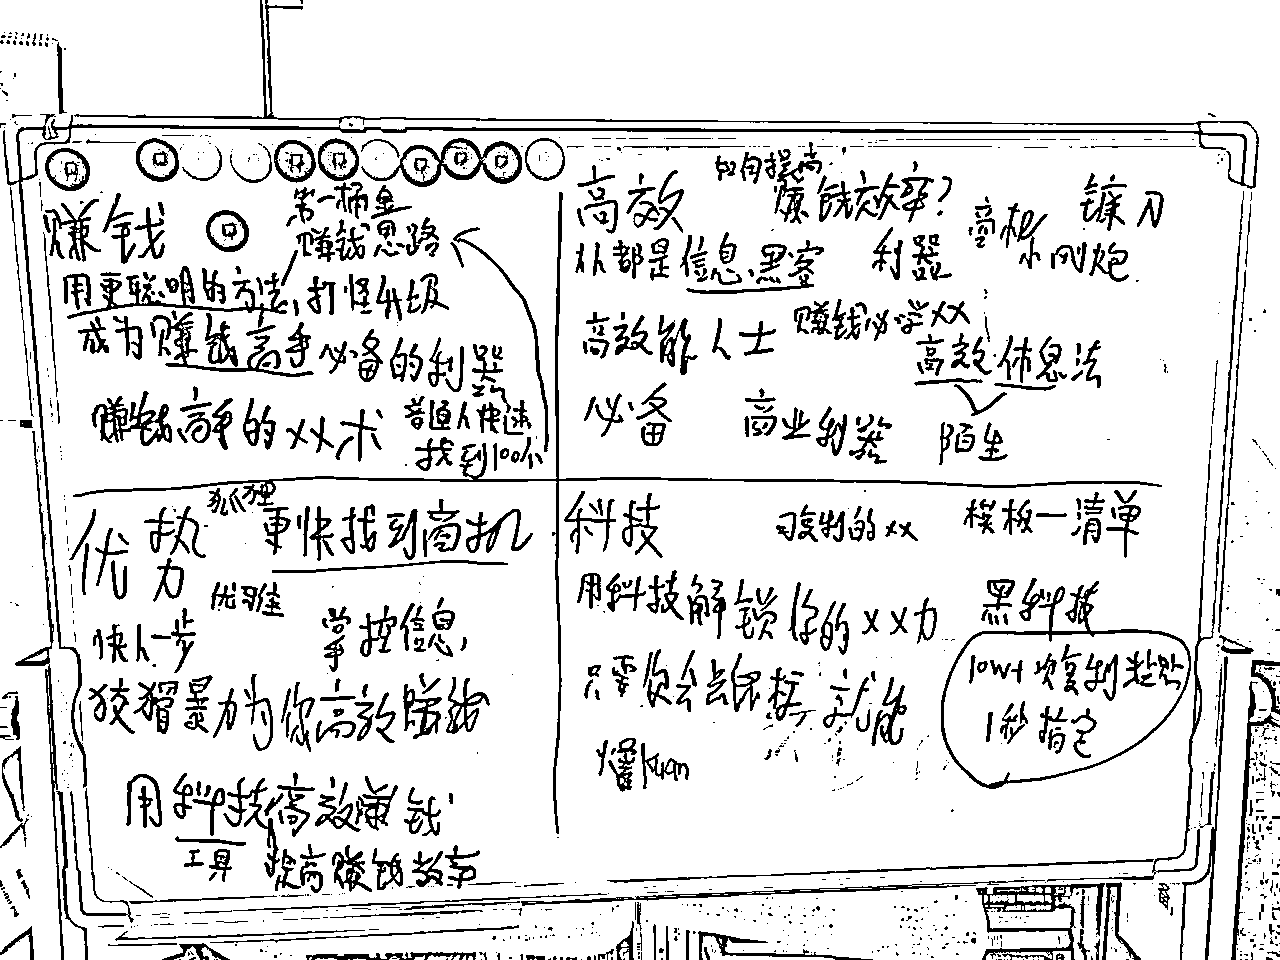 赚钱
第一桶金
赚钱思路
用更聪明的方法,打怪升级
成为赚钱高手必备的利器
赚钱高手的XX术
普通人快速
找到100个
高效
如何提高
赚钱效率?
从都是信息黑客
利器
商机
镰刀
小钢炮
高效能人士
赚钱必学XX
高效休息法
必备
商业利器
陌生
优势
狐狸
更快找到商机
优雅
快人一步
掌控信息,
狡猾暴力为你高效赚钱
用科技高效赚钱
工具
提高赚钱效率
科技
可复制的XX
模板一清单
用科技解锁你的XX力
黑科技
只要你会去
就能
10w+
复制粘贴
1秒搞定